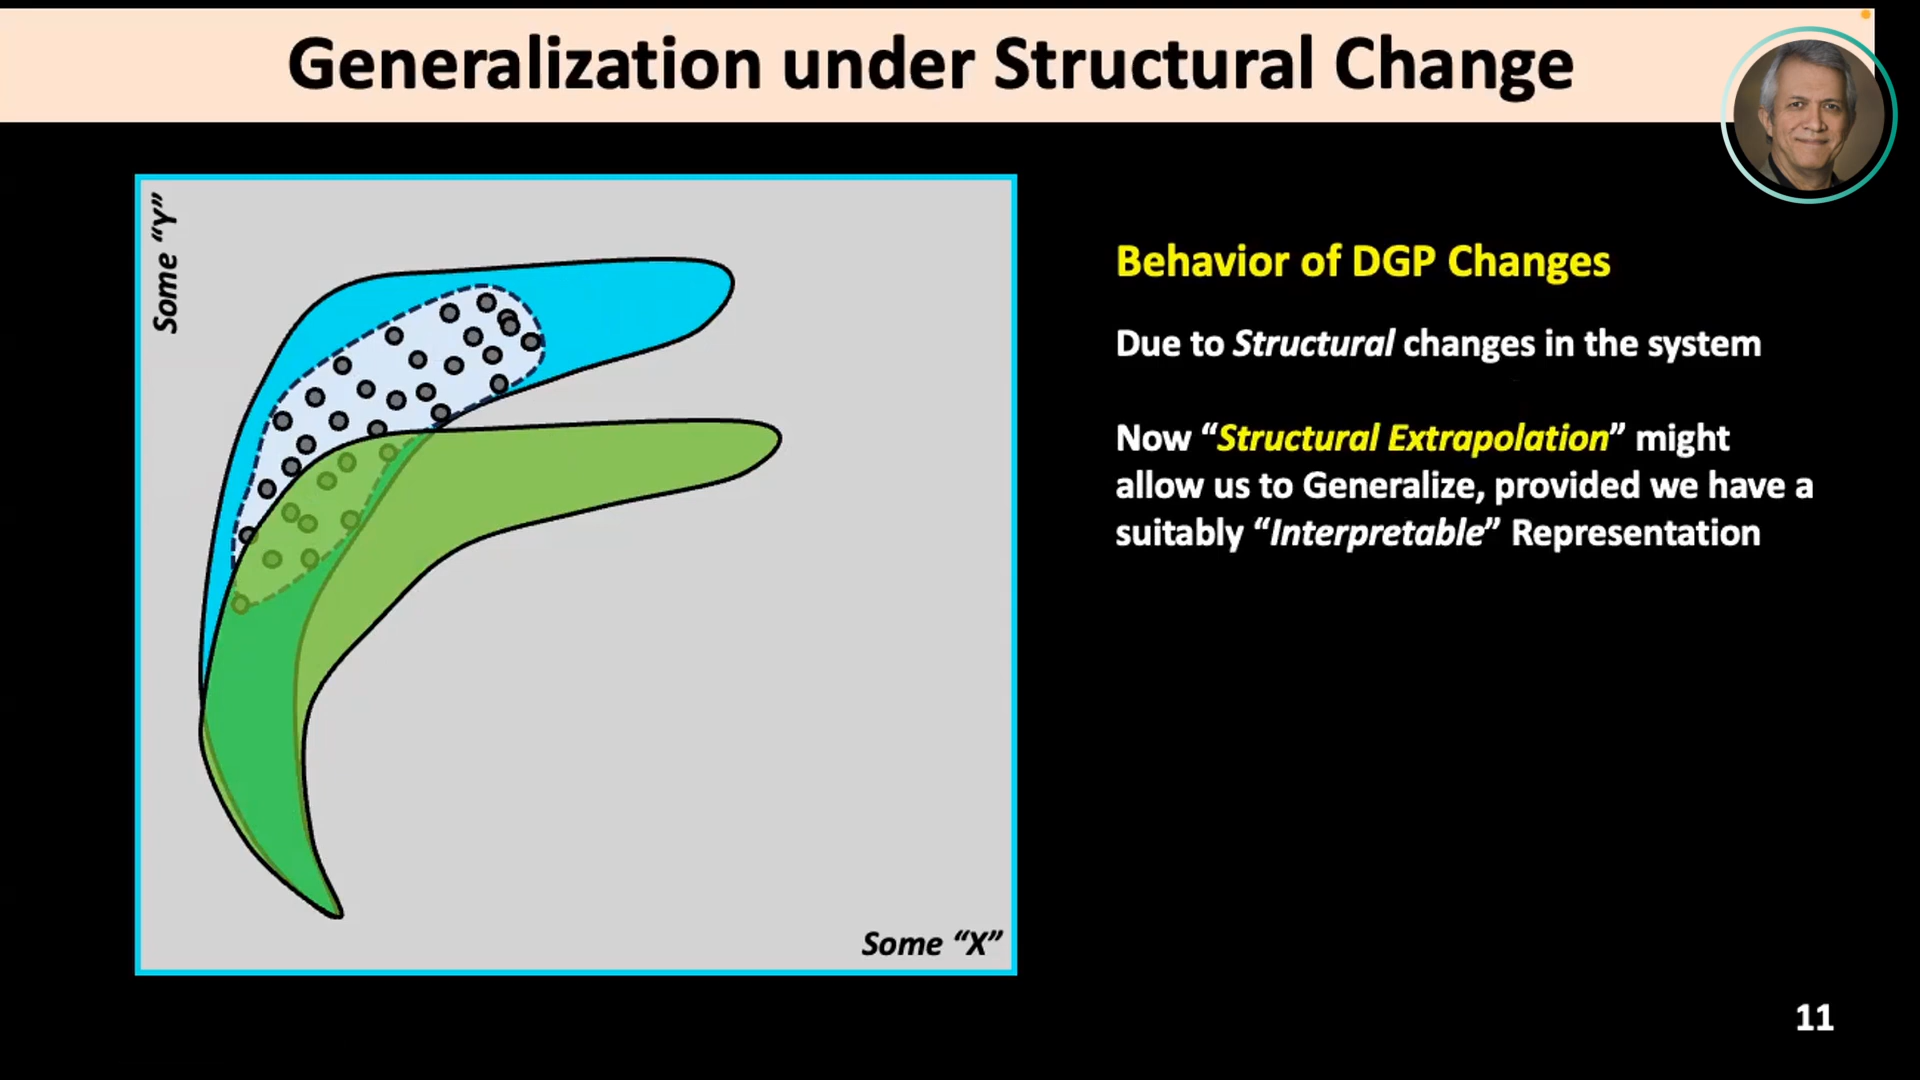 Generalization under Structural Change
Some “Y”
Some “X”
Behavior of DGP Changes
Due to Structural changes in the system
Now “Structural Extrapolation” might
allow us to Generalize, provided we have a
suitably “Interpretable” Representation
11